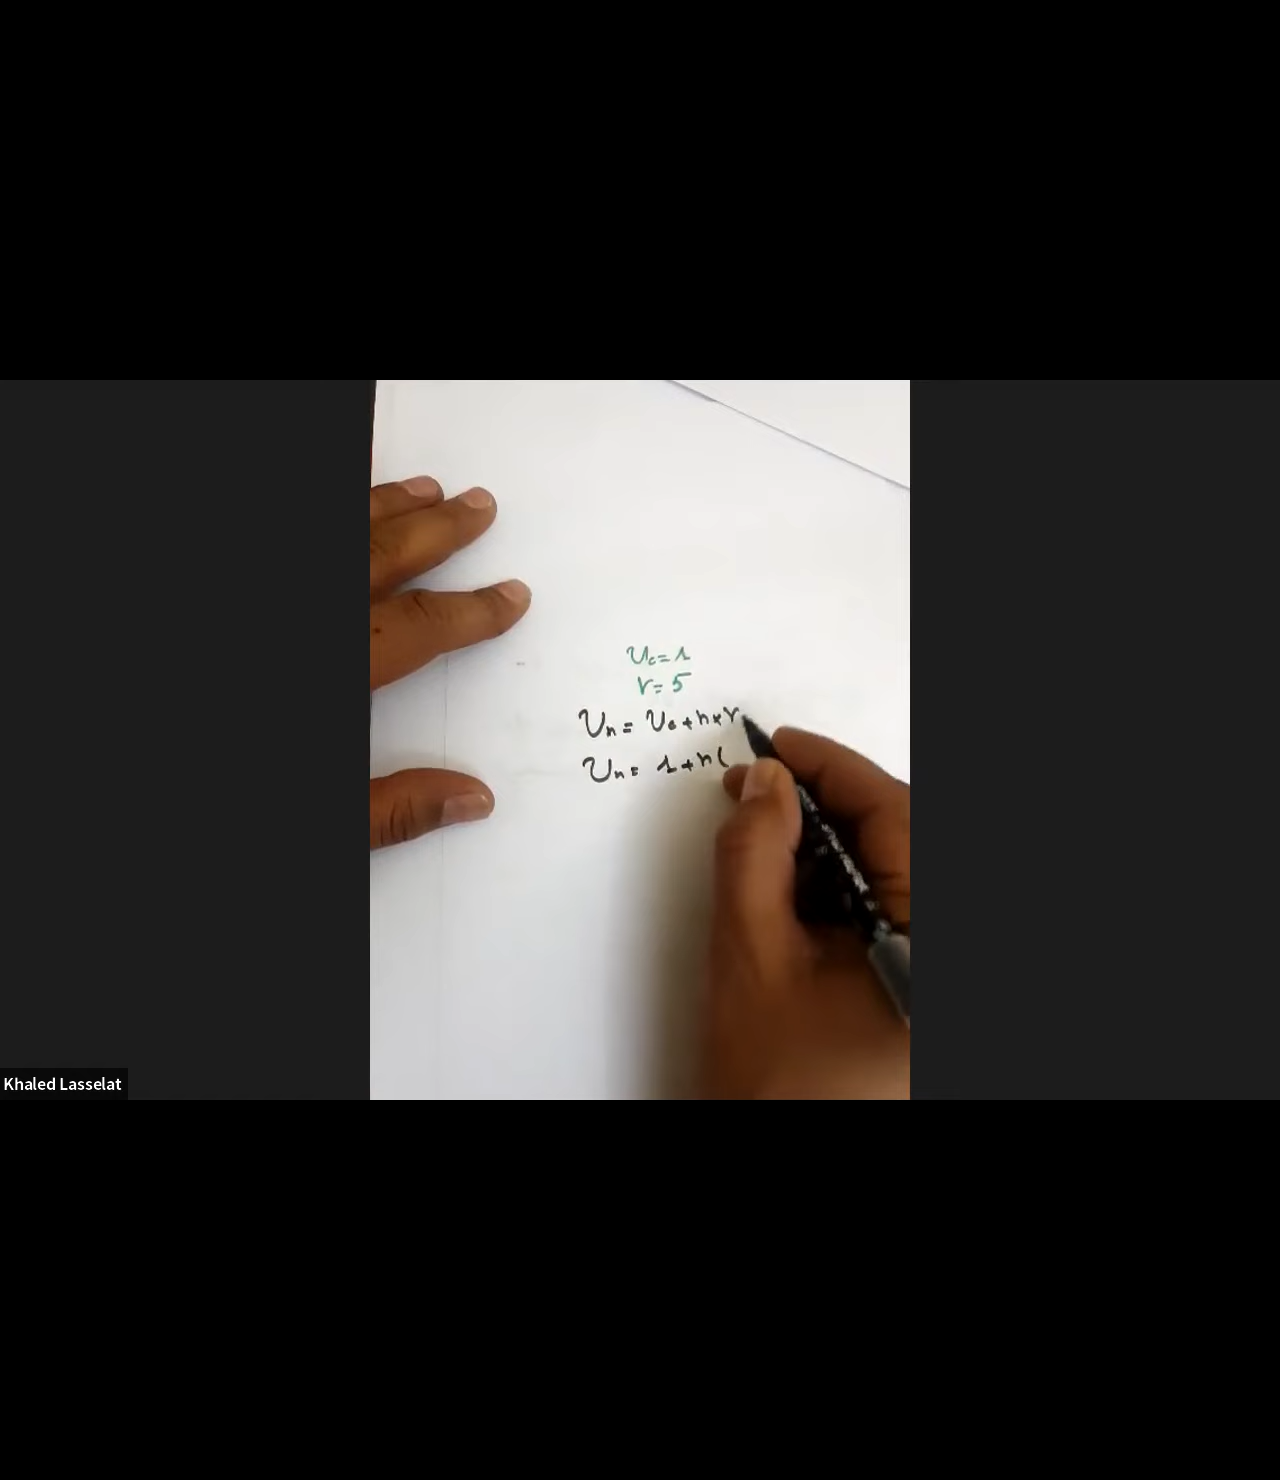 U₀=1
r=5
Uₙ= U₀+n×r
Uₙ= 1+n(
Khaled Lasselat